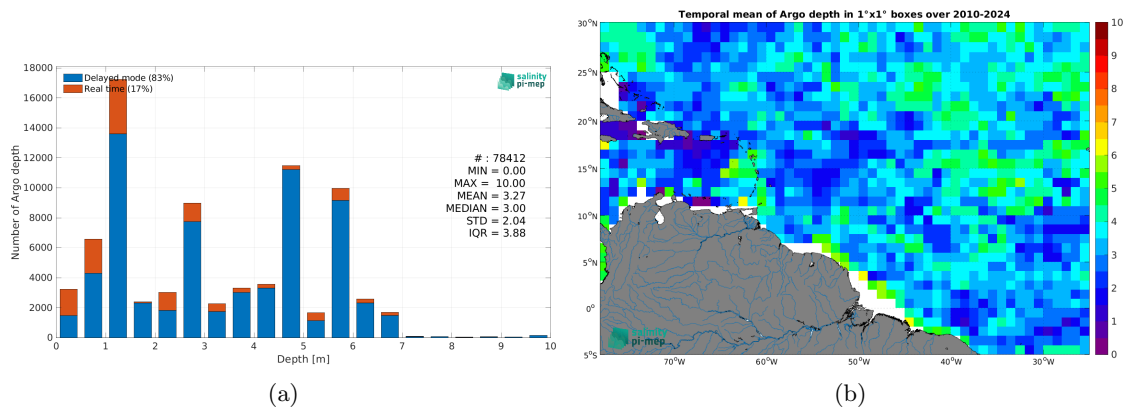 Delayed mode (83%)
Real time (17%)
salinity
pi-mep
# : 78412
MIN = 0.00
MAX = 10.00
MEAN = 3.27
MEDIAN = 3.00
STD = 2.04
IQR = 3.88
Number of Argo depth
18000
16000
14000
12000
10000
8000
6000
4000
2000
0
0 1 2 3 4 5 6 7 8 9 10
Depth [m]
(a)
Temporal mean of Argo depth in 1°x1° boxes over 2010-2024
30°N
25°N
20°N
15°N
10°N
5°N
0°
5°S
70°W 60°W 50°W 40°W 30°W
salinity
pi-mep
10
9
8
7
6
5
4
3
2
1
0
(b)